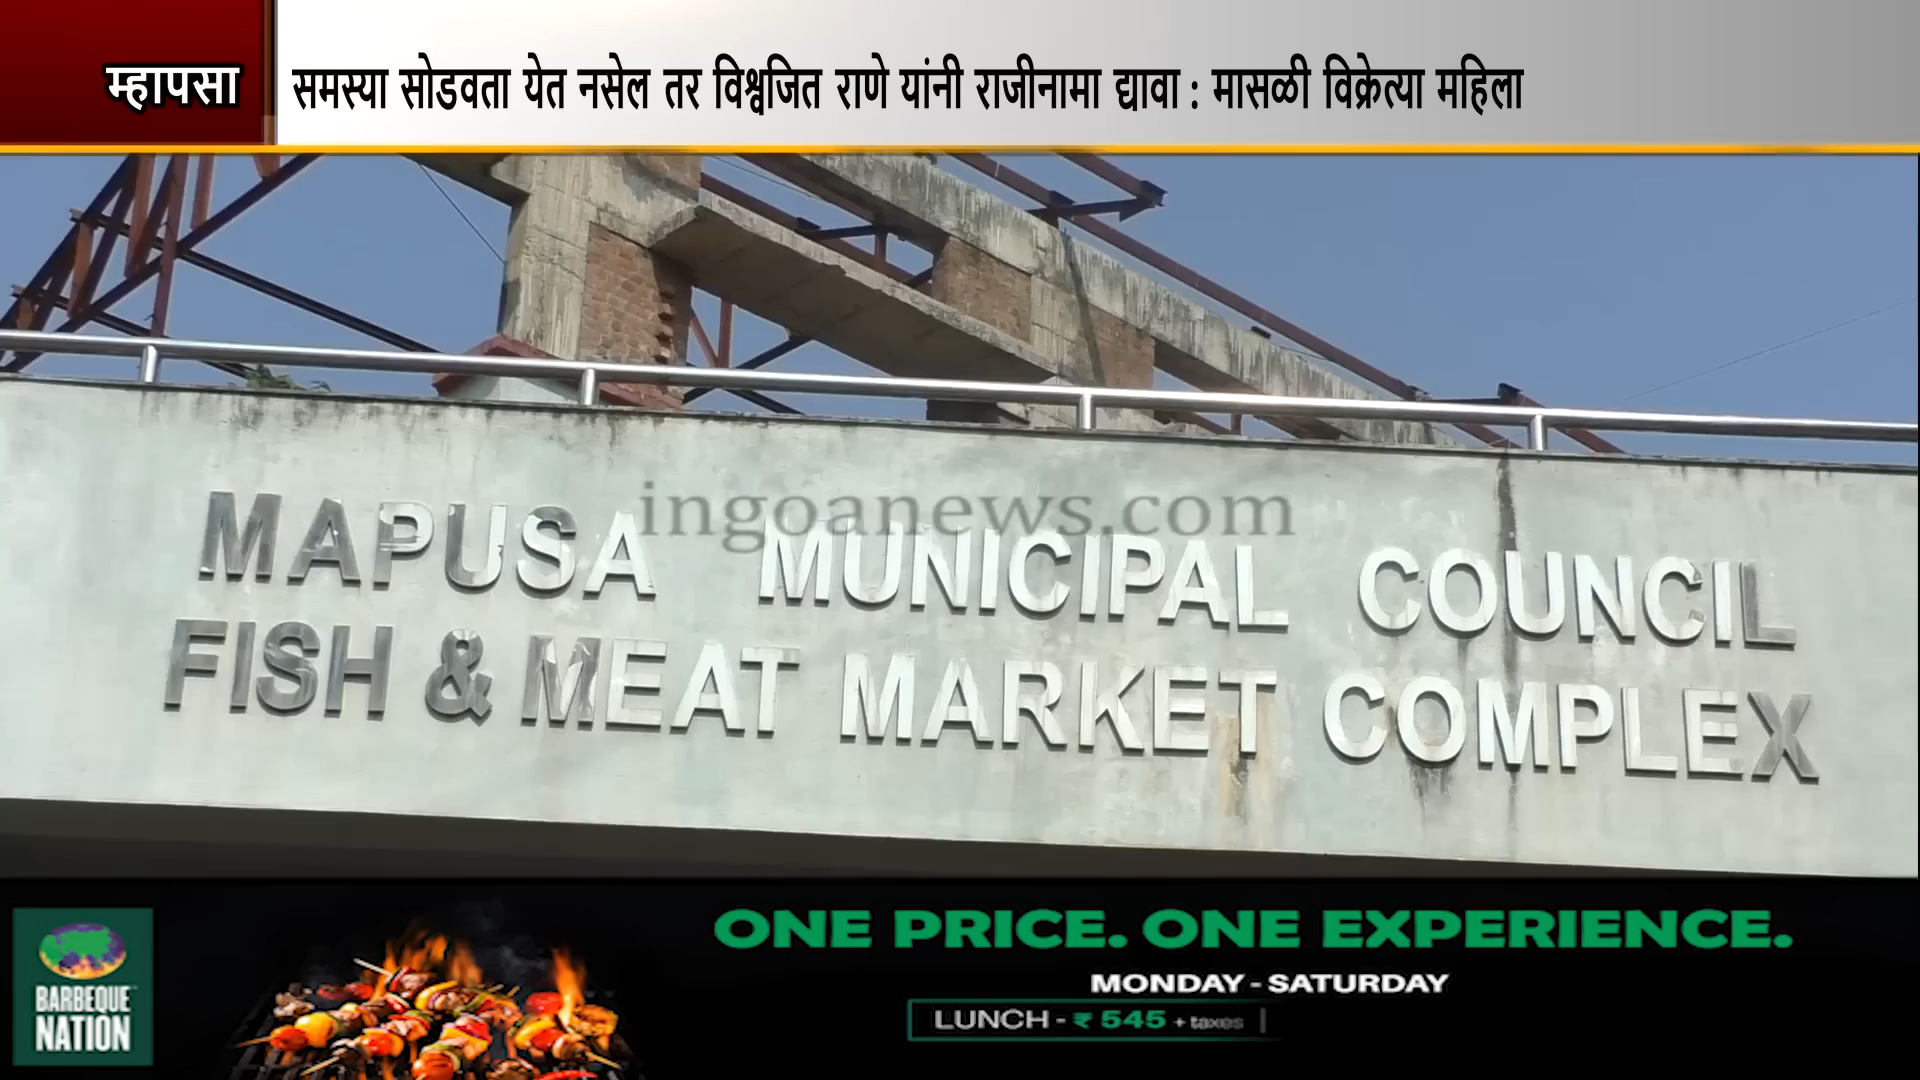 म्हापसा
समस्या सोडवता येत नसेल तर विश्वजित राणे यांनी राजीनामा द्यावा : मासळी विक्रेत्या महिला
ingoanews.com
MAPUSA MUNICIPAL COUNCIL
FISH & MEAT MARKET COMPLEX
ONE PRICE. ONE EXPERIENCE.
MONDAY - SATURDAY
LUNCH - ₹ 545 + taxes |
BARBEQUE
NATION